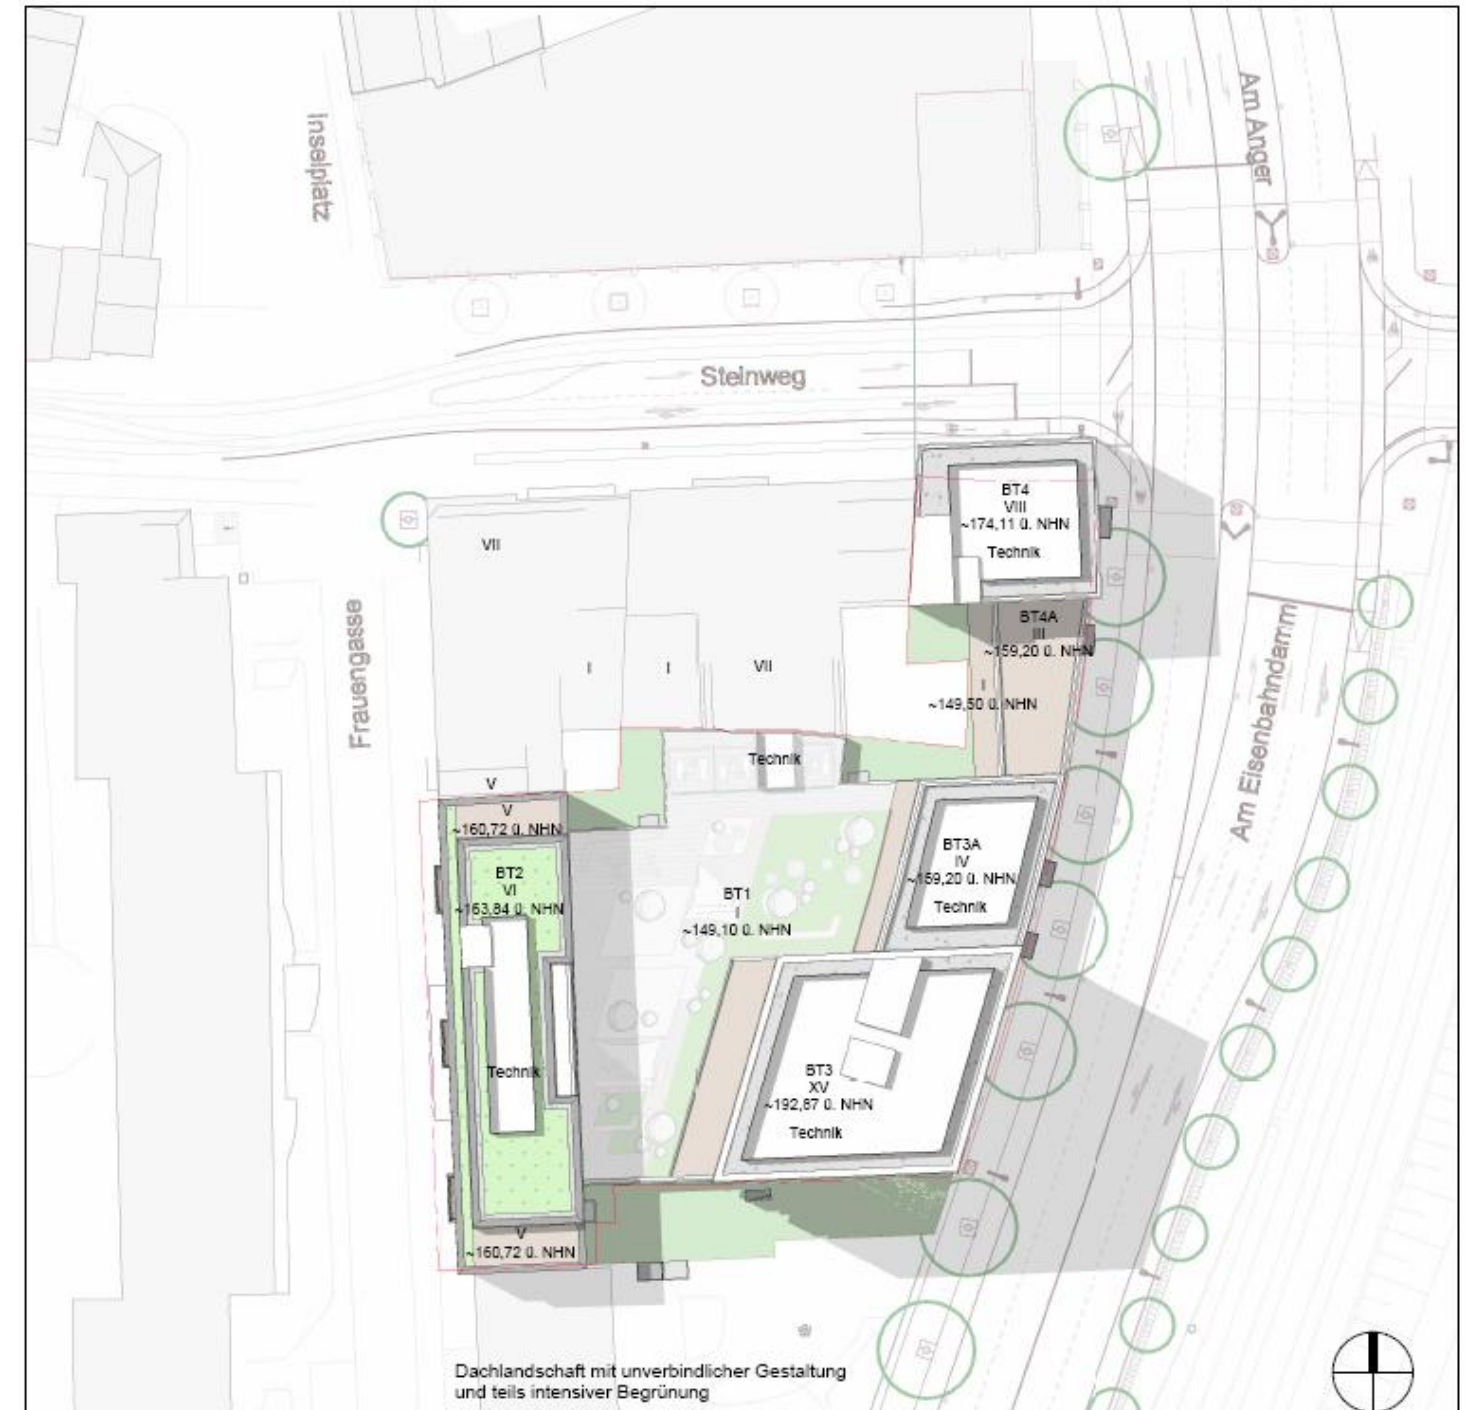 Inselplatz
Am Anger
Steinweg
BT4
VIII
~174,11 ü. NHN
Technik
VII
BT4A
III
~159,20 ü. NHN
Frauengasse
I
I
VII
I
~149,50 ü. NHN
Am Eisenbahndamm
Technik
V
V
~160,72 ü. NHN
BT3A
IV
~159,20 ü. NHN
Technik
BT2
VI
~163,84 ü. NHN
BT1
I
~149,10 ü. NHN
Technik
BT3
XV
~192,87 ü. NHN
Technik
V
~160,72 ü. NHN
Dachlandschaft mit unverbindlicher Gestaltung
und teils intensiver Begrünung